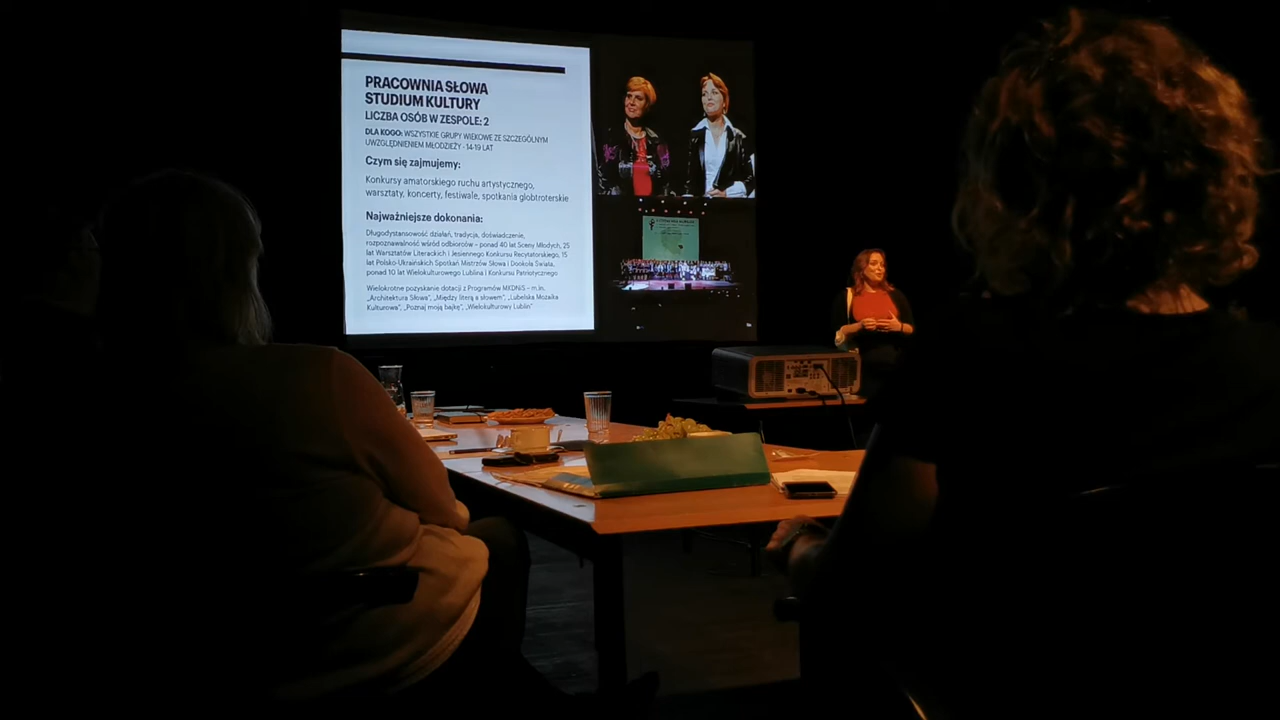 PRACOWNIA SŁOWA
STUDIUM KULTURY
LICZBA OSÓB W ZESPOLE: 2
DLA KOGO: WSZYSTKIE GRUPY WIEKOWE ZE SZCZEGÓLNYM
UWZGLĘDNIENIEM MŁODZIEŻY - 14-19 LAT
Czym się zajmujemy:
Konkursy amatorskiego ruchu artystycznego,
warsztaty, koncerty, festiwale, spotkania globtroterskie
Najważniejsze dokonania:
Długodystansowość działań, tradycja, doświadczenie,
rozpoznawalność wśród odbiorców – ponad 40 lat Sceny Młodych, 25
lat Warsztatów Literackich i Jesiennego Konkursu Recytatorskiego, 15
lat Polsko-Ukraińskich Spotkań Mistrzów Słowa i Dookoła Świata,
ponad 10 lat Wielokulturowego Lublina i Konkursu Patriotycznego
Wielokrotne pozyskanie dotacji z Programów MKDNiS – m.in.
„Architektura Słowa”, „Między literą a słowem”, „Lubelska Mozaika
Kulturowa”, „Poznaj moją bajkę”, „Wielokulturowy Lublin”